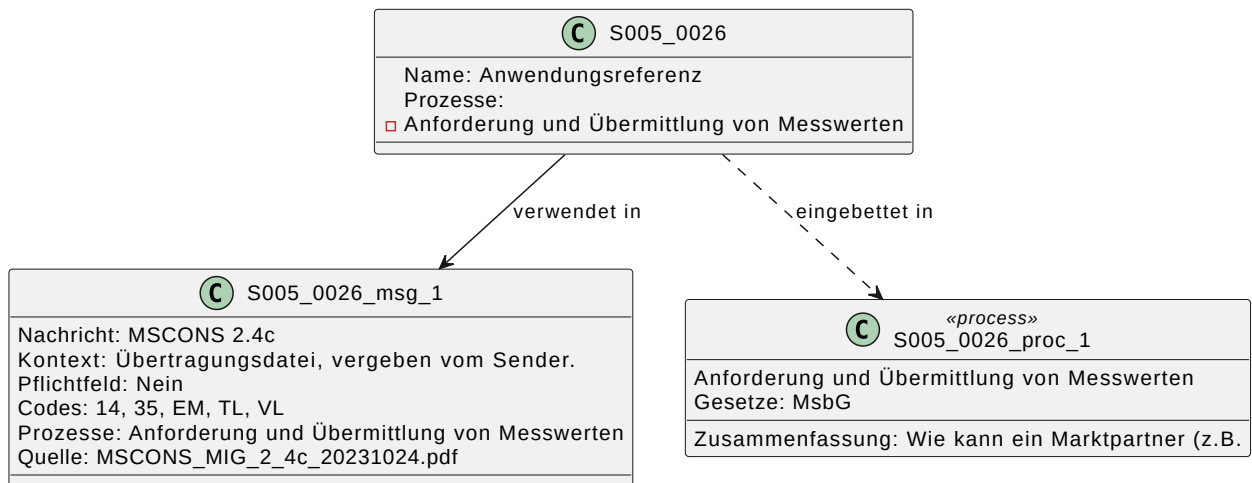 C S005_0026
Name: Anwendungsreferenz
Prozesse:
Anforderung und Übermittlung von Messwerten
verwendet in
eingebettet in
C S005_0026_msg_1
Nachricht: MSCONS 2.4c
Kontext: Übertragungsdatei, vergeben vom Sender.
Pflichtfeld: Nein
Codes: 14, 35, EM, TL, VL
Prozesse: Anforderung und Übermittlung von Messwerten
Quelle: MSCONS_MIG_2_4c_20231024.pdf
«process»
C S005_0026_proc_1
Anforderung und Übermittlung von Messwerten
Gesetze: MsbG
Zusammenfassung: Wie kann ein Marktpartner (z.B.